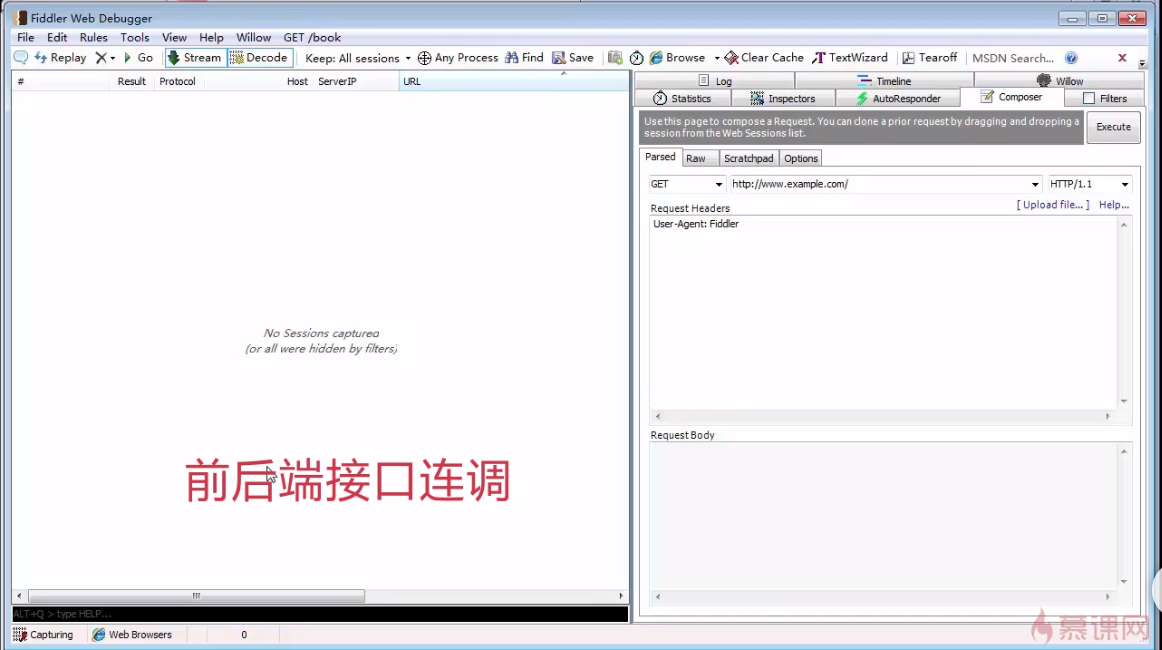 Fiddler Web Debugger
File Edit Rules Tools View Help Willow GET /book
Replay Go Stream Decode Keep: All sessions Any Process Find Save Browse Clear Cache TextWizard Tearoff MSDN Search...
# Result Protocol Host ServerIP URL
Log Timeline Willow
Statistics Inspectors AutoResponder Composer Filters
Use this page to compose a Request. You can clone a prior request by dragging and dropping a
session from the Web Sessions list.
Execute
Parsed Raw Scratchpad Options
GET http://www.example.com/ HTTP/1.1
Request Headers [ Upload file... ] Help...
User-Agent: Fiddler
No Sessions captured
(or all were hidden by filters)
Request Body
前后端接口连调
ALT+Q > type HELP...
Capturing Web Browsers 0
慕课网